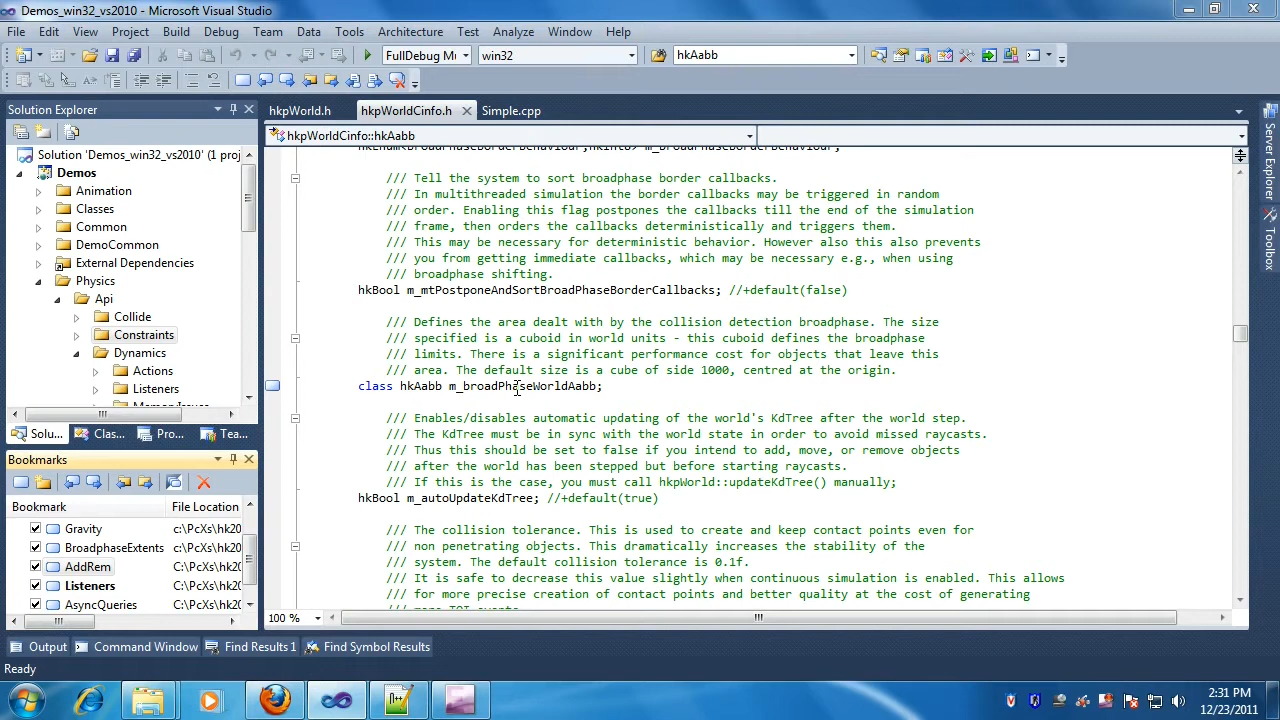 Demos_win32_vs2010 - Microsoft Visual Studio
File Edit View Project Build Debug Team Data Tools Architecture Test Analyze Window Help
FullDebug Mu win32 hkAabb
Solution Explorer
hkpWorld.h hkpWorldCinfo.h Simple.cpp
hkpWorldCinfo::hkAabb
Solution 'Demos_win32_vs2010' (1 proj
Demos
Animation
Classes
Common
DemoCommon
External Dependencies
Physics
Api
Collide
Constraints
Dynamics
Actions
Listeners
Solu... Clas... Pro... Tea...
Bookmarks
Bookmark File Location
Gravity c:\PcXs\hk20
BroadphaseExtents c:\PcXs\hk20
AddRem c:\PcXs\hk20
Listeners c:\PcXs\hk20
AsyncQueries c:\PcXs\hk20
/// Tell the system to sort broadphase border callbacks.
/// In multithreaded simulation the border callbacks may be triggered in random
/// order. Enabling this flag postpones the callbacks till the end of the simulation
/// frame, then orders the callbacks deterministically and triggers them.
/// This may be necessary for deterministic behavior. However also this also prevents
/// you from getting immediate callbacks, which may be necessary e.g., when using
/// broadphase shifting.
hkBool m_mtPostponeAndSortBroadPhaseBorderCallbacks; //+default(false)
/// Defines the area dealt with by the collision detection broadphase. The size
/// specified is a cuboid in world units - this cuboid defines the broadphase
/// limits. There is a significant performance cost for objects that leave this
/// area. The default size is a cube of side 1000, centred at the origin.
class hkAabb m_broadPhaseWorldAabb;
/// Enables/disables automatic updating of the world's KdTree after the world step.
/// The KdTree must be in sync with the world state in order to avoid missed raycasts.
/// Thus this should be set to false if you intend to add, move, or remove objects
/// after the world has been stepped but before starting raycasts.
/// If this is the case, you must call hkpWorld::updateKdTree() manually;
hkBool m_autoUpdateKdTree; //+default(true)
/// The collision tolerance. This is used to create and keep contact points even for
/// non penetrating objects. This dramatically increases the stability of the
/// system. The default collision tolerance is 0.1f.
/// It is safe to decrease this value slightly when continuous simulation is enabled. This allows
/// for more precise creation of contact points and better quality at the cost of generating
100 %
Server Explorer
Toolbox
Output Command Window Find Results 1 Find Symbol Results
Ready
2:31 PM
12/23/2011